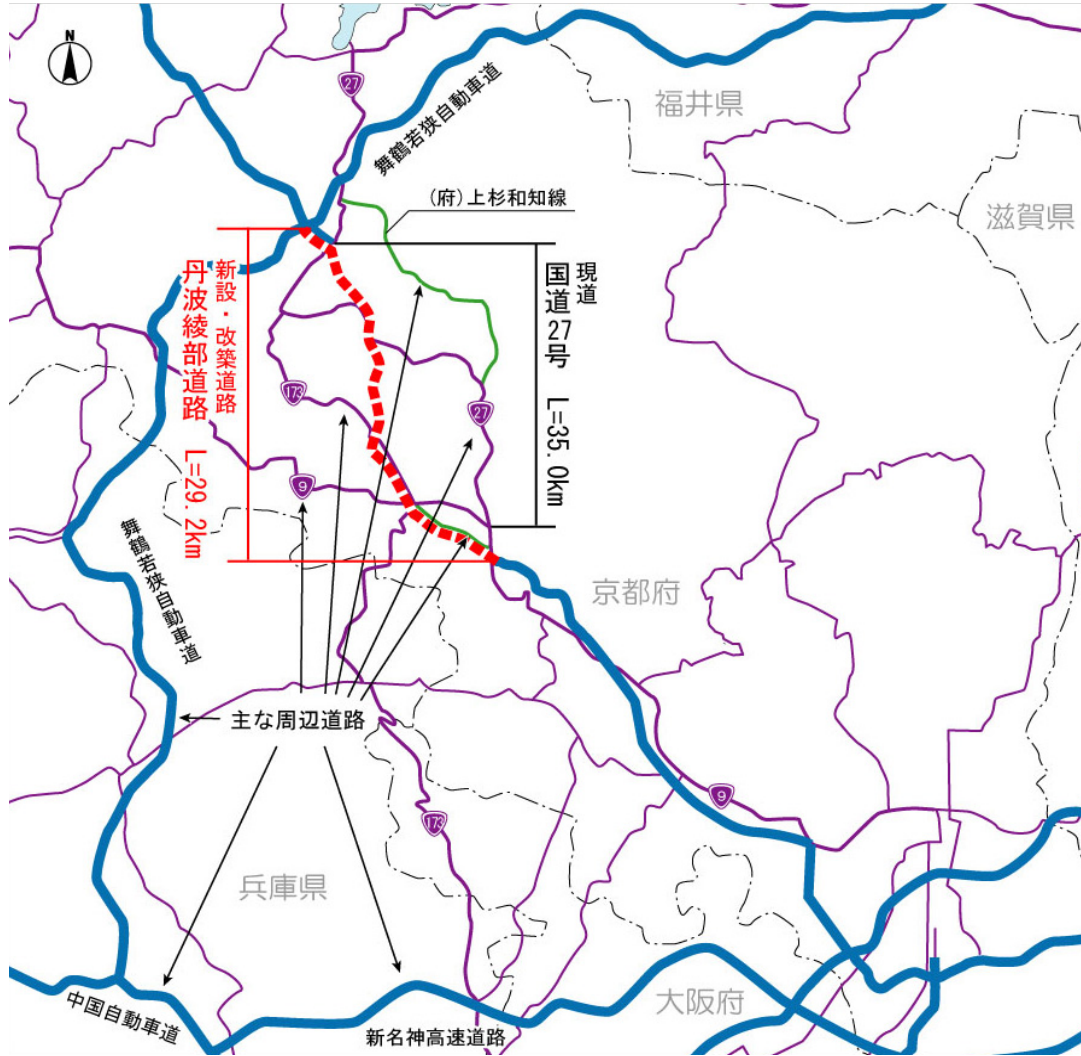 N
27
舞鶴若狭自動車道
福井県
滋賀県
(府)上杉和知線
新設・改築道路
丹波綾部道路 L=29.2km
現道
国道27号 L=35.0km
173
27
9
舞鶴若狭自動車道
京都府
主な周辺道路
9
173
兵庫県
大阪府
中国自動車道
新名神高速道路